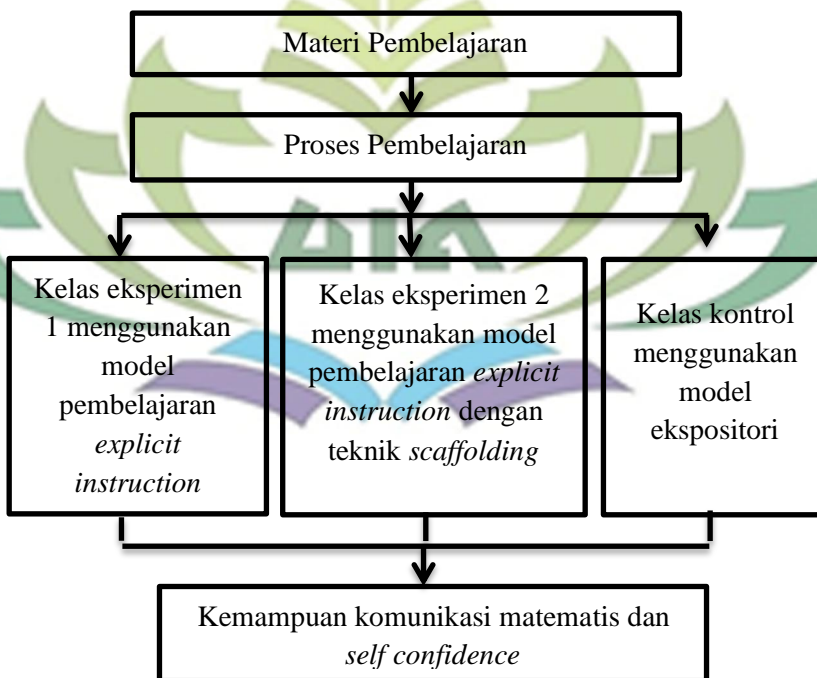 Materi Pembelajaran
Proses Pembelajaran
Kelas eksperimen
1 menggunakan
model
pembelajaran
explicit
instruction
Kelas eksperimen 2
menggunakan model
pembelajaran explicit
instruction dengan
teknik scaffolding
Kelas kontrol
menggunakan
model
ekspositori
Kemampuan komunikasi matematis dan
self confidence